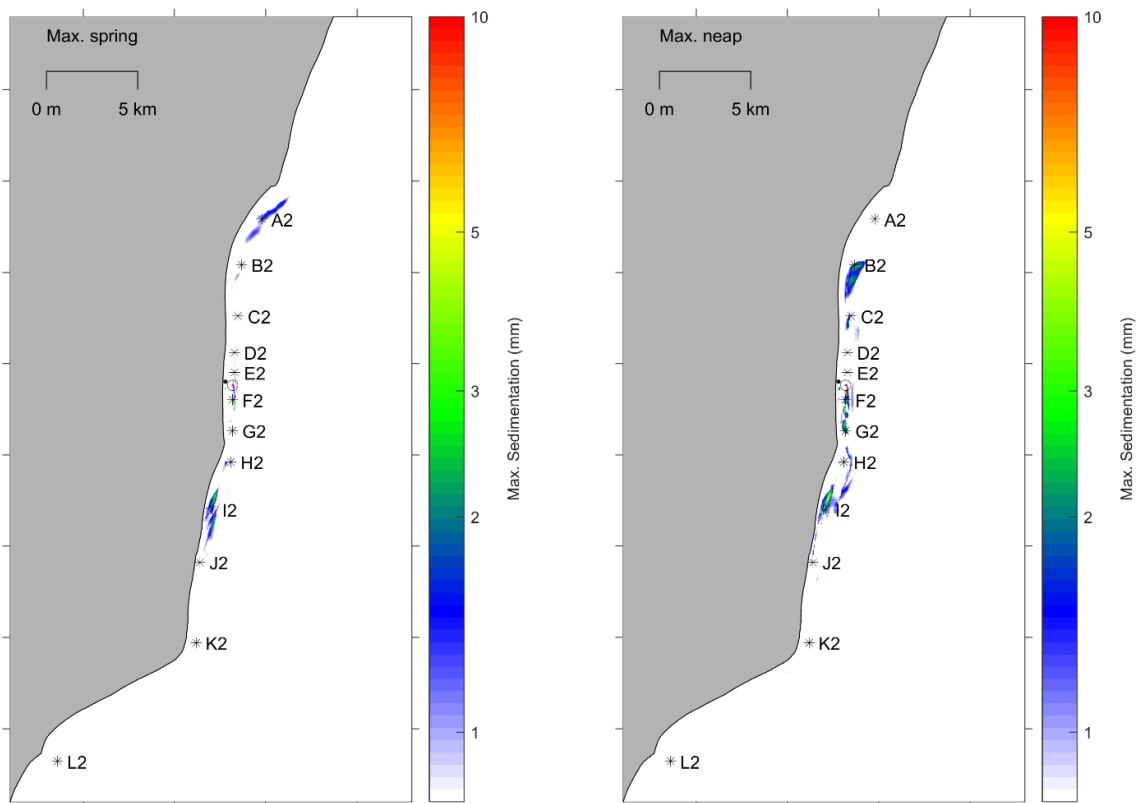 Max. spring
0 m 5 km
A2
B2
C2
D2
E2
F2
G2
H2
I2
J2
K2
L2
10
5
3
2
1
Max. Sedimentation (mm)
Max. neap
0 m 5 km
A2
B2
C2
D2
E2
F2
G2
H2
I2
J2
K2
L2
10
5
3
2
1
Max. Sedimentation (mm)